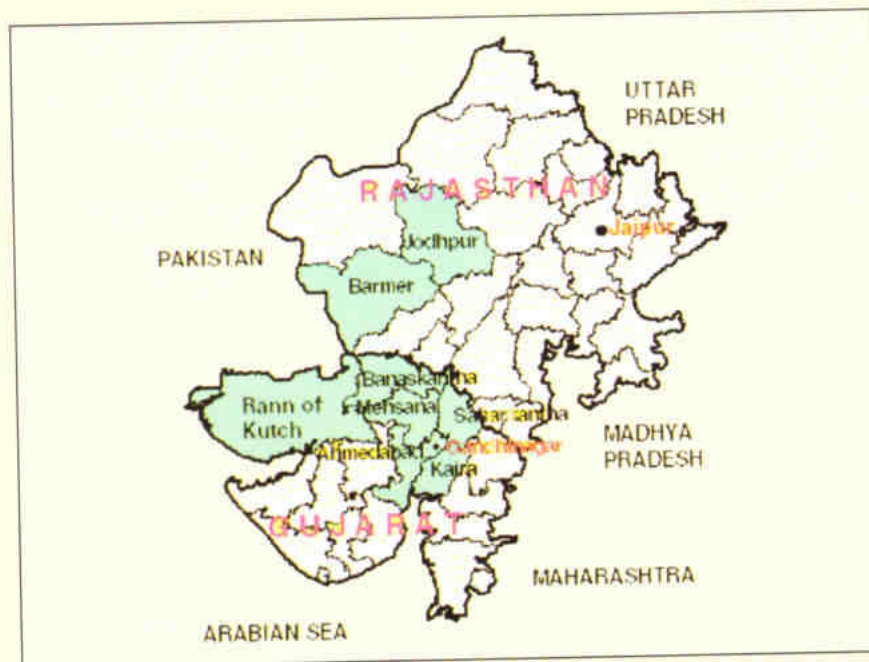 UTTAR
PRADESH
RAJASTHAN
Jaipur
Jodhpur
PAKISTAN
Barmer
Banaskantha
Rann of
Kutch
Mehsana
Sabarkantha
MADHYA
PRADESH
Ahmedabad
Gandhinagar
Kaira
GUJARAT
MAHARASHTRA
ARABIAN SEA